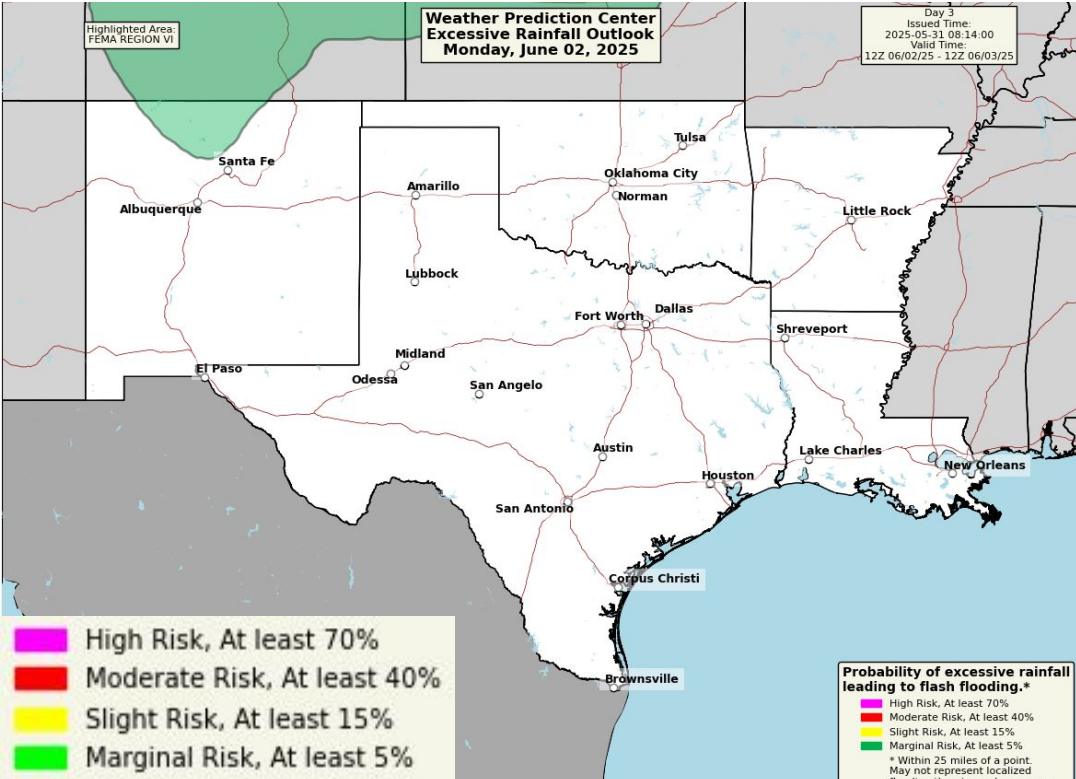 Highlighted Area:
FEMA REGION VI
Weather Prediction Center
Excessive Rainfall Outlook
Monday, June 02, 2025
Day 3
Issued Time:
2025-05-31 08:14:00
Valid Time:
12Z 06/02/25 - 12Z 06/03/25
Tulsa
Santa Fe
Oklahoma City
Amarillo
Norman
Albuquerque
Little Rock
Lubbock
Dallas
Fort Worth
Shreveport
Midland
El Paso
Odessa
San Angelo
Austin
Lake Charles
New Orleans
Houston
San Antonio
Corpus Christi
Brownsville
High Risk, At least 70%
Moderate Risk, At least 40%
Slight Risk, At least 15%
Marginal Risk, At least 5%
Probability of excessive rainfall
leading to flash flooding.*
High Risk, At least 70%
Moderate Risk, At least 40%
Slight Risk, At least 15%
Marginal Risk, At least 5%
* Within 25 miles of a point.
May not represent localized